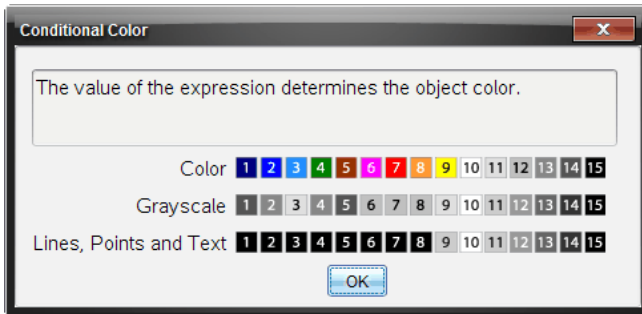 Conditional Color
The value of the expression determines the object color.
Color 1 2 3 4 5 6 7 8 9 10 11 12 13 14 15
Grayscale 1 2 3 4 5 6 7 8 9 10 11 12 13 14 15
Lines, Points and Text 1 2 3 4 5 6 7 8 9 10 11 12 13 14 15
OK